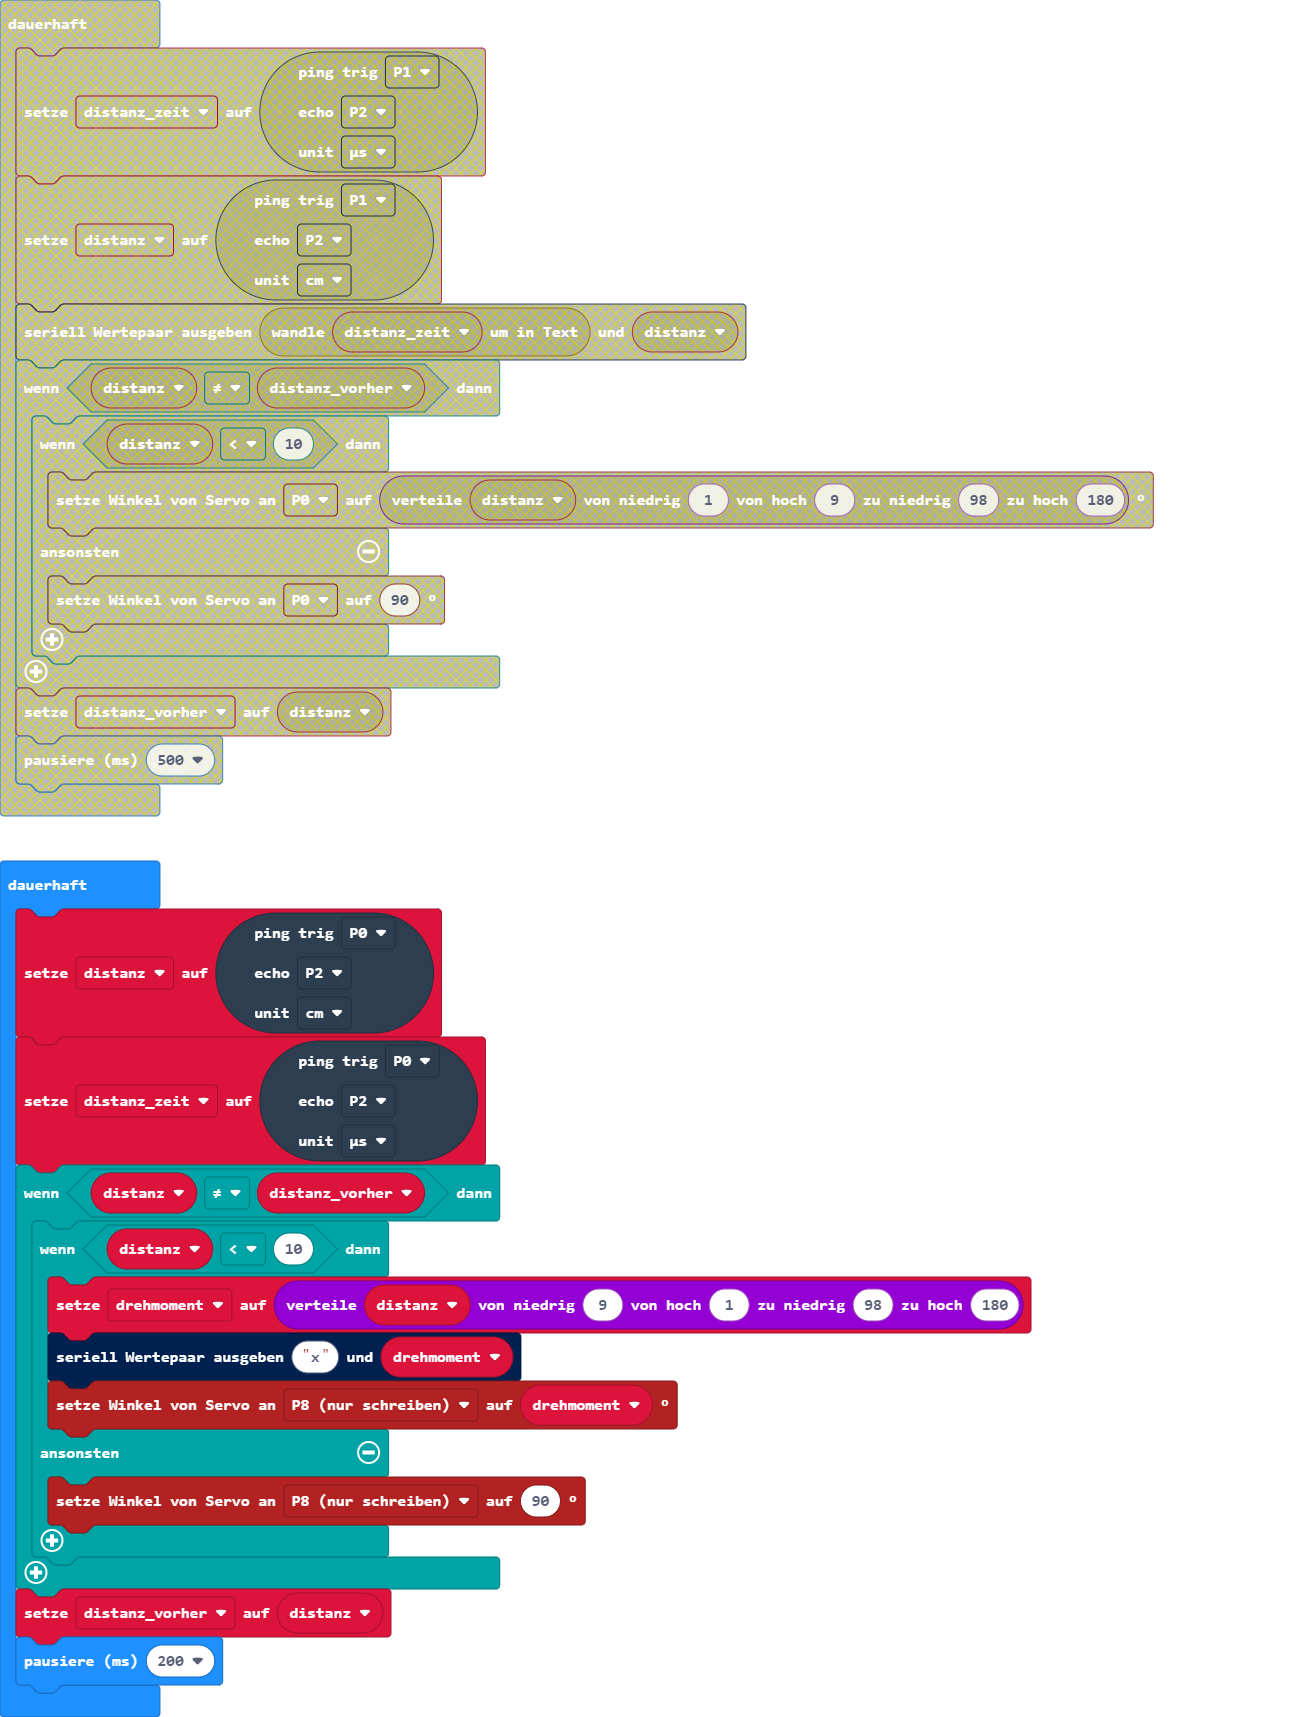 dauerhaft
ping trig P1
setze distanz_zeit auf echo P2
unit µs
ping trig P1
setze distanz auf echo P2
unit cm
seriell Wertepaar ausgeben wandle distanz_zeit um in Text und distanz
wenn distanz ≠ distanz_vorher dann
wenn distanz < 10 dann
setze Winkel von Servo an P0 auf verteile distanz von niedrig 1 von hoch 9 zu niedrig 98 zu hoch 180 °
ansonsten
setze Winkel von Servo an P0 auf 90 °
setze distanz_vorher auf distanz
pausiere (ms) 500
dauerhaft
ping trig P0
setze distanz auf echo P2
unit cm
ping trig P0
setze distanz_zeit auf echo P2
unit µs
wenn distanz ≠ distanz_vorher dann
wenn distanz < 10 dann
setze drehmoment auf verteile distanz von niedrig 9 von hoch 1 zu niedrig 98 zu hoch 180
seriell Wertepaar ausgeben "x" und drehmoment
setze Winkel von Servo an P8 (nur schreiben) auf drehmoment °
ansonsten
setze Winkel von Servo an P8 (nur schreiben) auf 90 °
setze distanz_vorher auf distanz
pausiere (ms) 200